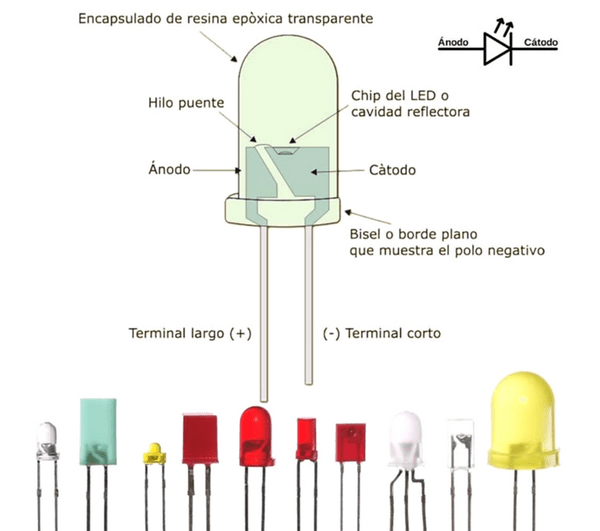 Encapsulado de resina epòxica transparente
Ánodo
Cátodo
Hilo puente
Chip del LED o
cavidad reflectora
Ánodo
Càtodo
Bisel o borde plano
que muestra el polo negativo
Terminal largo (+)
(-) Terminal corto